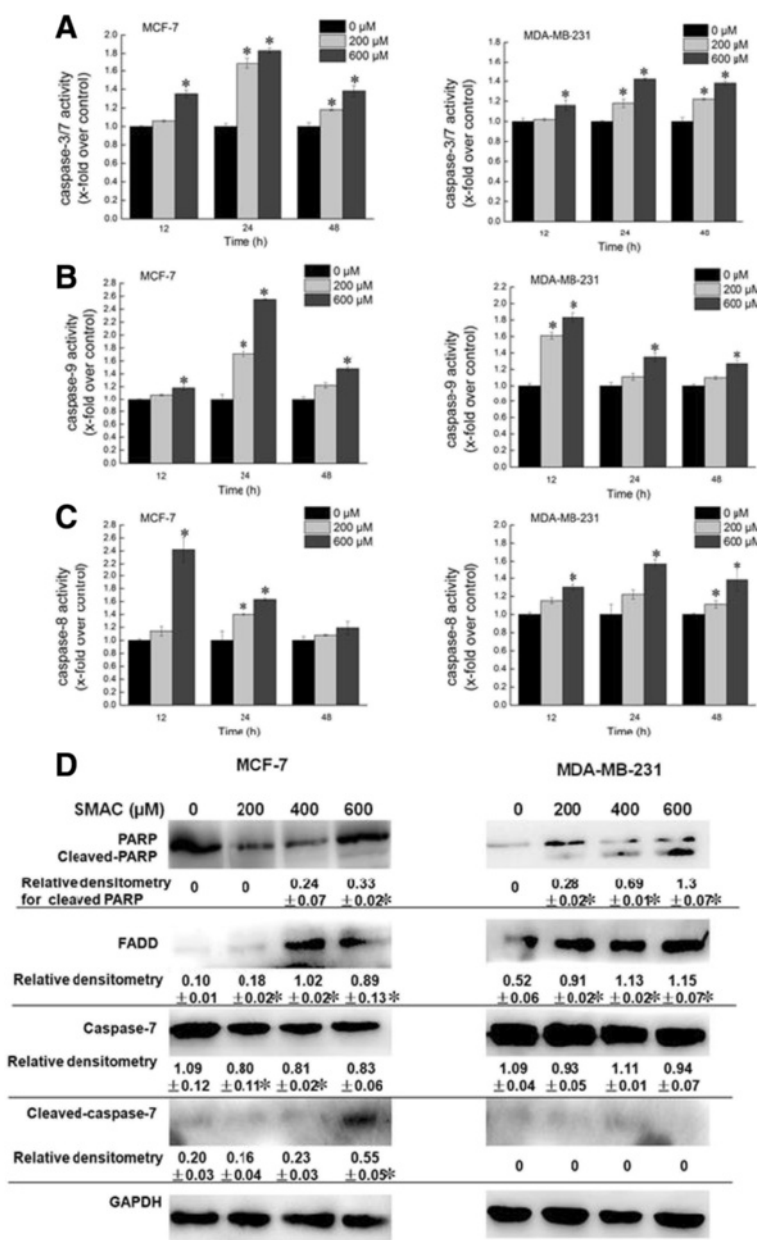 A
MCF-7
0 µM
200 µM
600 µM
caspase-3/7 activity
(x-fold over control)
1.8
1.6
1.4
1.2
1.0
0.8
0.6
0.4
0.2
0.0
12
24
48
Time (h)
MDA-MB-231
0 µM
200 µM
600 µM
caspase-3/7 activity
(x-fold over control)
1.8
1.6
1.4
1.2
1.0
0.8
0.6
0.4
0.2
0.0
12
24
48
Time (h)
B
MCF-7
0 µM
200 µM
600 µM
caspase-9 activity
(x-fold over control)
2.8
2.6
2.4
2.2
2.0
1.8
1.6
1.4
1.2
1.0
0.8
0.6
0.4
0.2
0.0
12
24
48
Time (h)
MDA-MB-231
0 µM
200 µM
600 µM
caspase-9 activity
(x-fold over control)
2.2
2.0
1.8
1.6
1.4
1.2
1.0
0.8
0.6
0.4
0.2
0.0
12
24
48
Time (h)
C
MCF-7
0 µM
200 µM
600 µM
caspase-8 activity
(x-fold over control)
2.8
2.6
2.4
2.2
2.0
1.8
1.6
1.4
1.2
1.0
0.8
0.6
0.4
0.2
0.0
12
24
48
Time (h)
MDA-MB-231
0 µM
200 µM
600 µM
caspase-8 activity
(x-fold over control)
2.0
1.8
1.6
1.4
1.2
1.0
0.8
0.6
0.4
0.2
0.0
12
24
48
Time (h)
D
MCF-7 MDA-MB-231
SMAC (µM) 0 200 400 600 0 200 400 600
PARP
Cleaved-PARP
Relative densitometry 0 0 0.24 0.33 0 0.28 0.69 1.3
for cleaved PARP ±0.07 ±0.02* ±0.02* ±0.01* ±0.07*
FADD
Relative densitometry 0.10 0.18 1.02 0.89 0.52 0.91 1.13 1.15
±0.01 ±0.02* ±0.02* ±0.13* ±0.06 ±0.02* ±0.02* ±0.07*
Caspase-7
Relative densitometry 1.09 0.80 0.81 0.83 1.09 0.93 1.11 0.94
±0.12 ±0.11* ±0.02* ±0.06 ±0.04 ±0.05 ±0.01 ±0.07
Cleaved-caspase-7
Relative densitometry 0.20 0.16 0.23 0.55 0 0 0 0
±0.03 ±0.04 ±0.03 ±0.05*
GAPDH